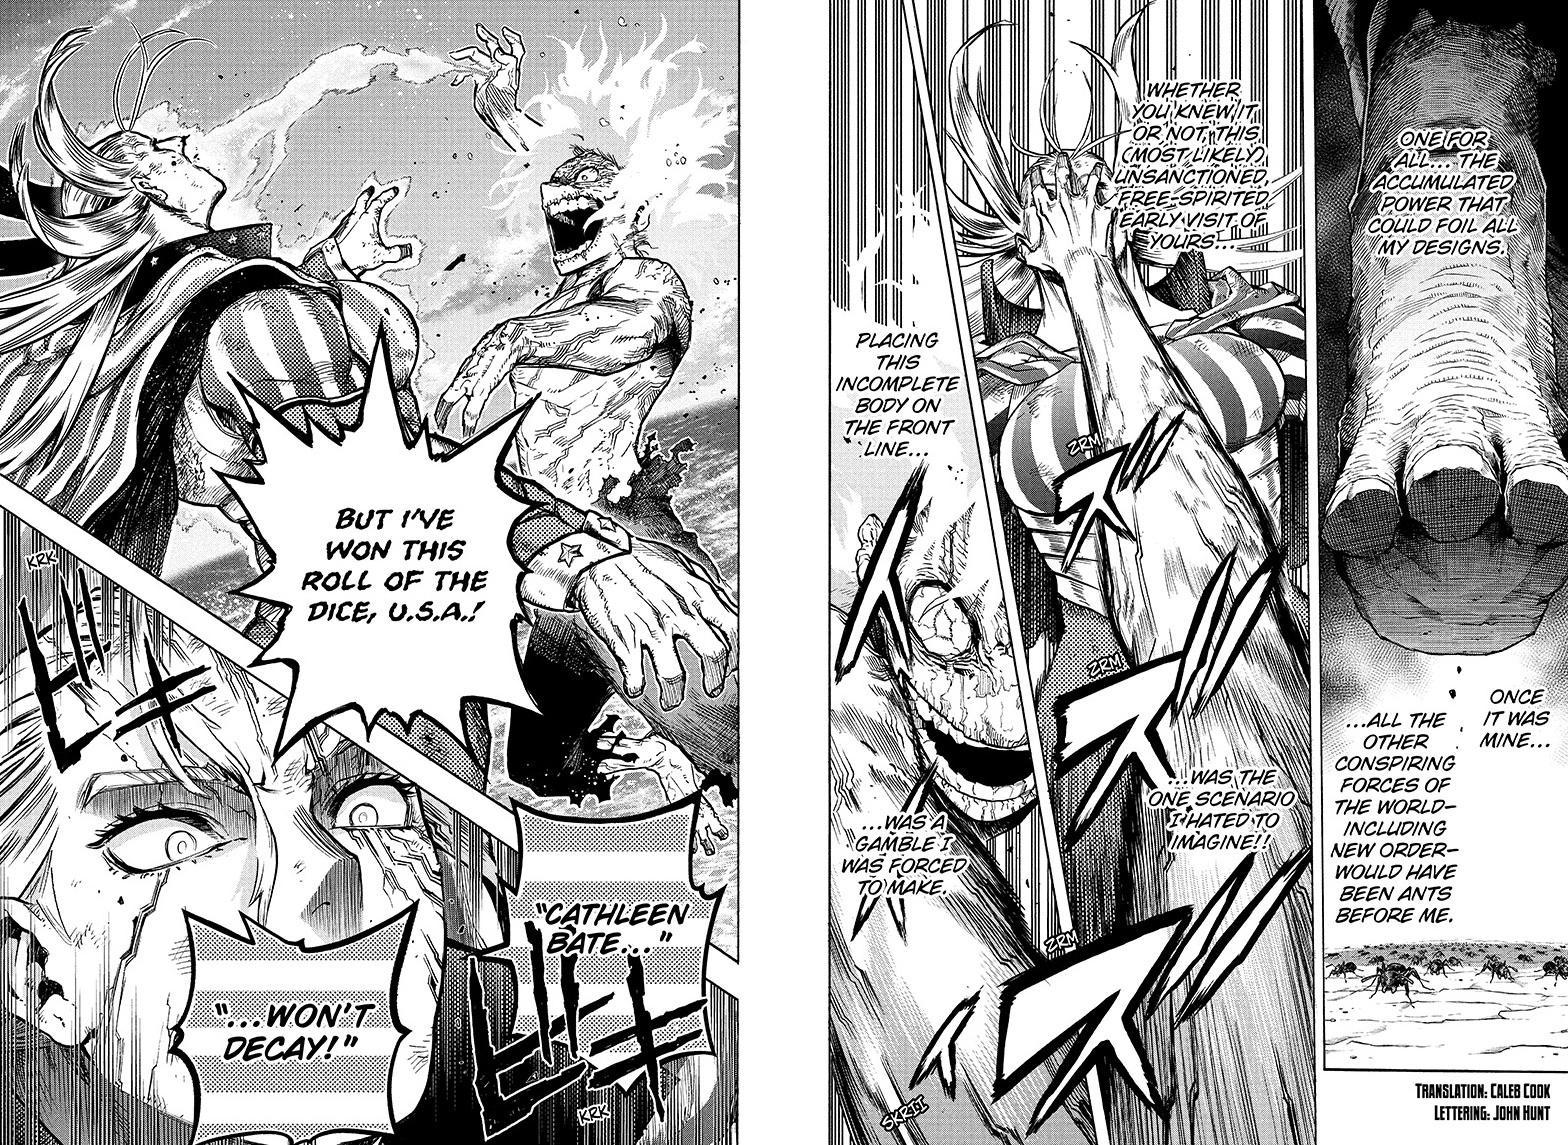 ONE FOR
ALL... THE
ACCUMULATED
POWER THAT
COULD FOIL ALL
MY DESIGNS.
ONCE
IT WAS
MINE...
...ALL THE
OTHER
CONSPIRING
FORCES OF
THE WORLD—
INCLUDING
NEW ORDER—
WOULD HAVE
BEEN ANTS
BEFORE ME.
WHETHER
YOU KNEW IT
OR NOT, THIS
(MOST LIKELY)
UNSANCTIONED,
FREE-SPIRITED,
EARLY VISIT OF
YOURS...
ZRM
ZRM
...WAS THE
ONE SCENARIO
I HATED TO
IMAGINE!!
ZRM
PLACING
THIS
INCOMPLETE
BODY ON
THE FRONT
LINE...
...WAS A
GAMBLE I
WAS FORCED
TO MAKE.
SKRIT
TRANSLATION: CALEB COOK
LETTERING: JOHN HUNT
BUT I'VE
WON THIS
ROLL OF THE
DICE, U.S.A.!
KRK
ビキ
"CATHLEEN
BATE..."
"...WON'T
DECAY!"
ビキ
KRK